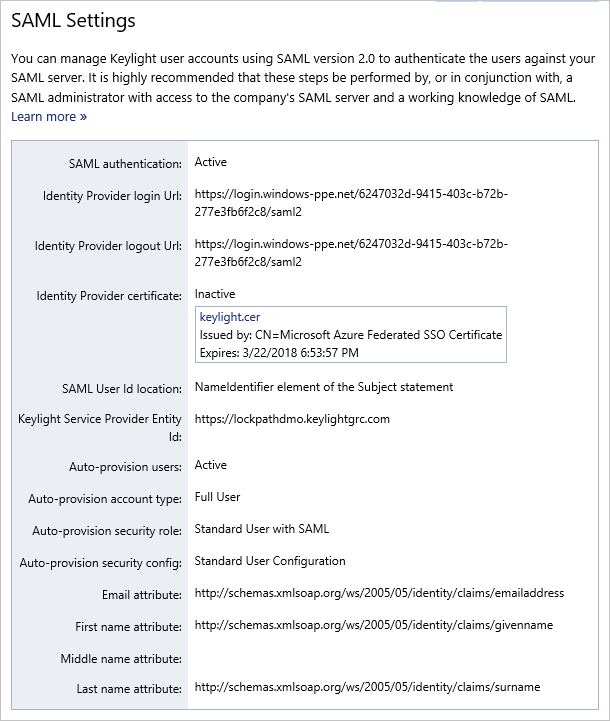 SAML Settings
You can manage Keylight user accounts using SAML version 2.0 to authenticate the users against your
SAML server. It is highly recommended that these steps be performed by, or in conjunction with, a
SAML administrator with access to the company's SAML server and a working knowledge of SAML.
Learn more »
SAML authentication: Active
Identity Provider login Url: https://login.windows-ppe.net/6247032d-9415-403c-b72b-
277e3fb6f2c8/saml2
Identity Provider logout Url: https://login.windows-ppe.net/6247032d-9415-403c-b72b-
277e3fb6f2c8/saml2
Identity Provider certificate: Inactive
keylight.cer
Issued by: CN=Microsoft Azure Federated SSO Certificate
Expires: 3/22/2018 6:53:57 PM
SAML User Id location: NameIdentifier element of the Subject statement
Keylight Service Provider Entity https://lockpathdmo.keylightgrc.com
Id:
Auto-provision users: Active
Auto-provision account type: Full User
Auto-provision security role: Standard User with SAML
Auto-provision security config: Standard User Configuration
Email attribute: http://schemas.xmlsoap.org/ws/2005/05/identity/claims/emailaddress
First name attribute: http://schemas.xmlsoap.org/ws/2005/05/identity/claims/givenname
Middle name attribute:
Last name attribute: http://schemas.xmlsoap.org/ws/2005/05/identity/claims/surname